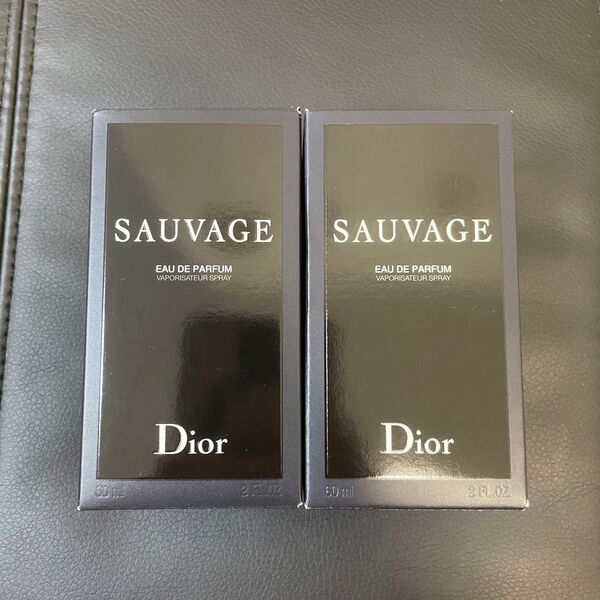 SAUVAGE
EAU DE PARFUM
VAPORISATEUR SPRAY
Dior
60 ml 2 FL.OZ
SAUVAGE
EAU DE PARFUM
VAPORISATEUR SPRAY
Dior
60 ml 2 FL.OZ